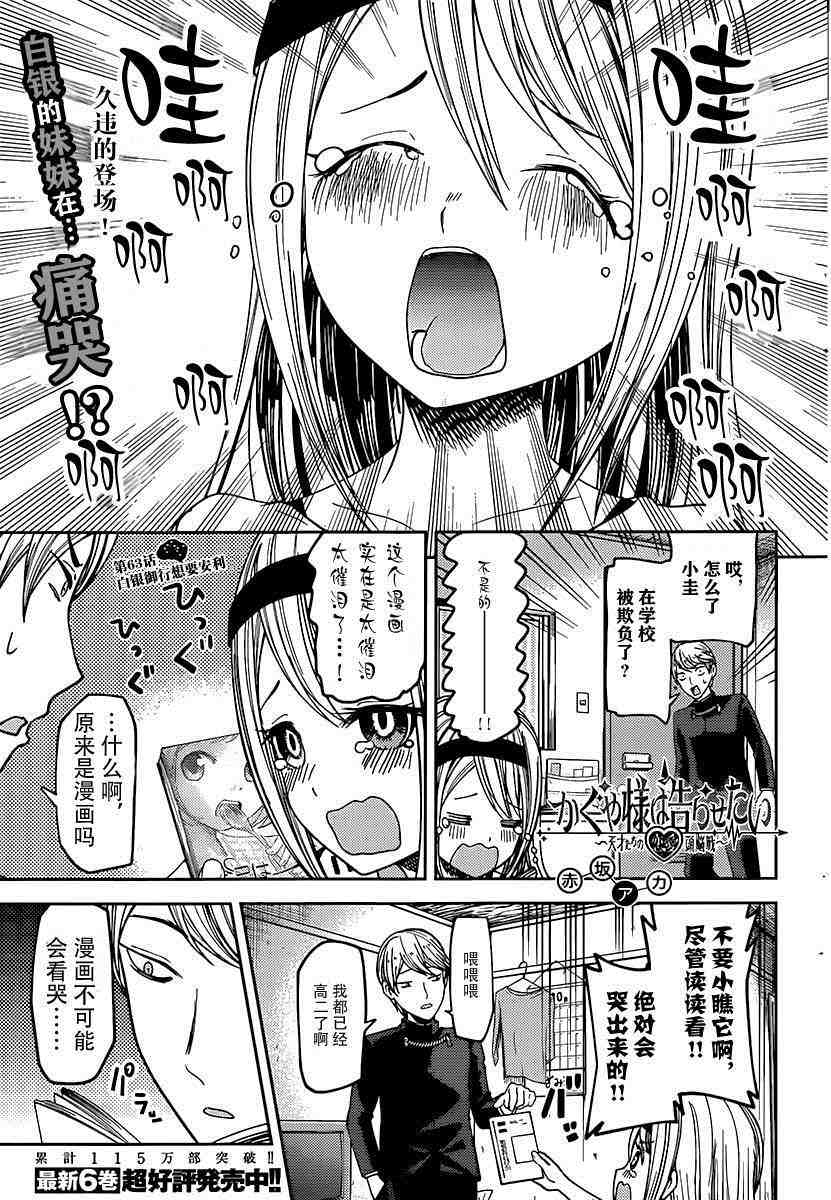 哇
哇
啊
啊
啊
啊
啊
啊
啊
啊
久违的登场!
白银的妹妹在…
痛哭!?
哎,
怎么了
小圭
在学校
被欺负了?
不是的——!!
这个漫画
实在是太催泪
太催泪了…!
第63话
白银御行想要安利
ひっぐ
ひっぐ
…什么啊,
原来是漫画吗
かぐや様は告らせたい
~天才たちの恋愛頭脳戦~
赤坂アカ
不要小瞧它啊,
尽管读读看!!
绝对会
哭出来的!!
喂喂喂
我都已经
高二了啊
漫画不可能
会看哭……
パラッ
累計115万部突破!!
最新6巻超好評発売中!!